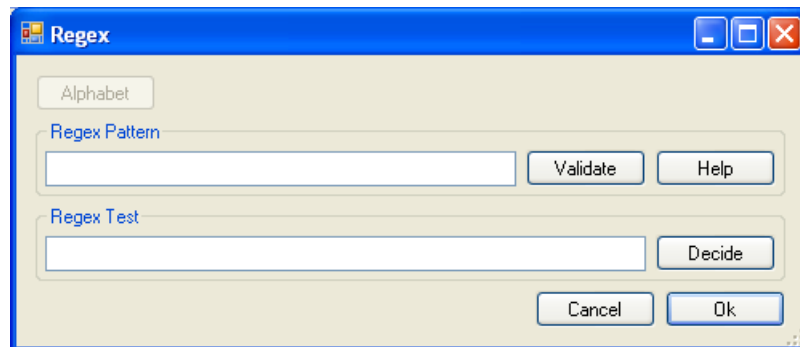 Regex
Alphabet
Regex Pattern
Validate Help
Regex Test
Decide
Cancel Ok